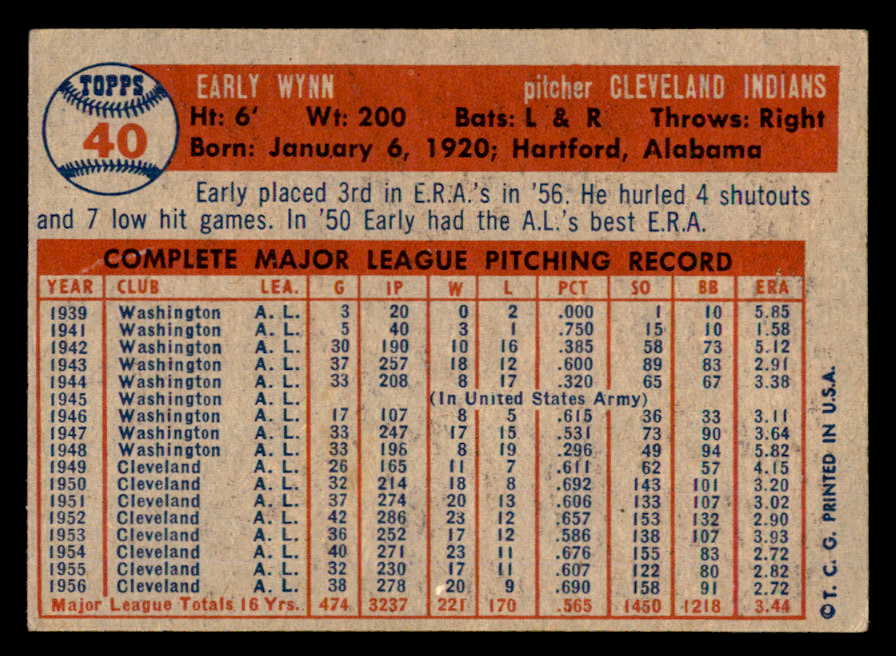 TOPPS
40
EARLY WYNN pitcher CLEVELAND INDIANS
Ht: 6' Wt: 200 Bats: L & R Throws: Right
Born: January 6, 1920; Hartford, Alabama
Early placed 3rd in E.R.A.'s in '56. He hurled 4 shutouts
and 7 low hit games. In '50 Early had the A.L.'s best E.R.A.
COMPLETE MAJOR LEAGUE PITCHING RECORD
YEAR CLUB LEA. G IP W L PCT SO BB ERA
1939 Washington A. L. 3 20 0 2 .000 1 10 5.85
1941 Washington A. L. 5 40 3 1 .750 15 10 1.58
1942 Washington A. L. 30 190 10 16 .385 58 73 5.12
1943 Washington A. L. 37 257 18 12 .600 89 83 2.91
1944 Washington A. L. 33 208 8 17 .320 65 67 3.38
1945 Washington A. L. (In United States Army)
1946 Washington A. L. 17 107 8 5 .615 36 33 3.11
1947 Washington A. L. 33 247 17 15 .531 73 90 3.64
1948 Washington A. L. 33 196 8 19 .296 49 94 5.82
1949 Cleveland A. L. 26 165 11 7 .611 62 57 4.15
1950 Cleveland A. L. 32 214 18 8 .692 143 101 3.20
1951 Cleveland A. L. 37 274 20 13 .606 133 107 3.02
1952 Cleveland A. L. 42 286 23 12 .657 153 132 2.90
1953 Cleveland A. L. 36 252 17 12 .586 138 107 3.93
1954 Cleveland A. L. 40 271 23 11 .676 155 83 2.72
1955 Cleveland A. L. 32 230 17 11 .607 122 80 2.82
1956 Cleveland A. L. 38 278 20 9 .690 158 91 2.72
Major League Totals 16 Yrs. 474 3237 221 170 .565 1450 1218 3.44
©T. C. G. PRINTED IN U.S.A.